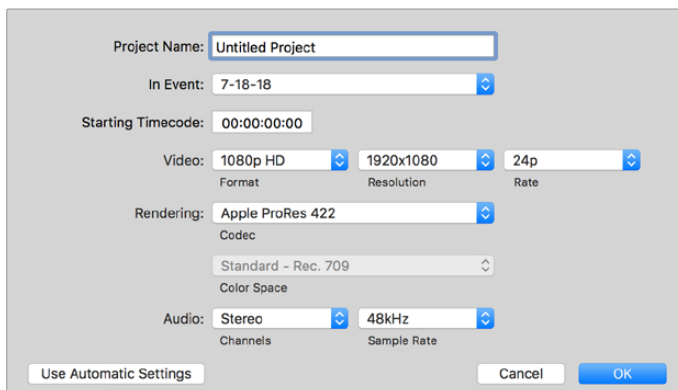 Project Name: Untitled Project
In Event: 7-18-18
Starting Timecode: 00:00:00:00
Video: 1080p HD 1920x1080 24p
Format Resolution Rate
Rendering: Apple ProRes 422
Codec
Standard - Rec. 709
Color Space
Audio: Stereo 48kHz
Channels Sample Rate
Use Automatic Settings Cancel OK